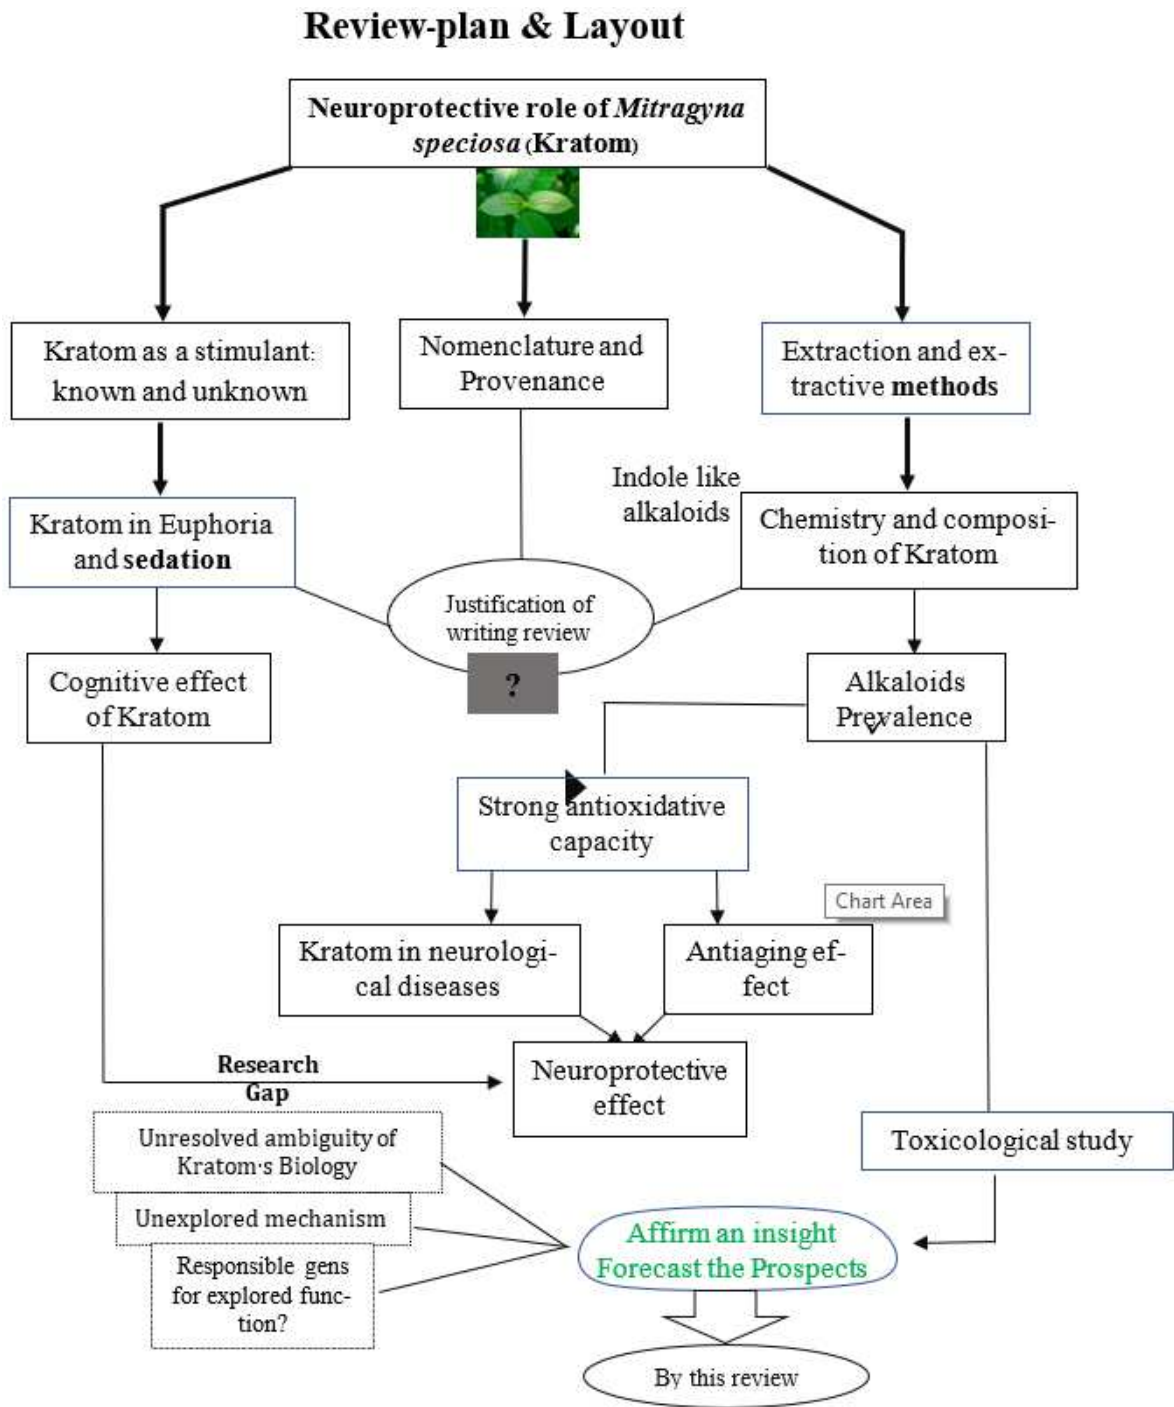 Review-plan & Layout
Neuroprotective role of Mitragyna
speciosa (Kratom)
Kratom as a stimulant:
known and unknown
Nomenclature and
Provenance
Extraction and ex-
tractive methods
Indole like
alkaloids
Kratom in Euphoria
and sedation
Chemistry and composi-
tion of Kratom
Justification of
writing review
?
Cognitive effect
of Kratom
Alkaloids
Prevalence
Strong antioxidative
capacity
Chart Area
Kratom in neurologi-
cal diseases
Antiaging ef-
fect
Research
Gap
Neuroprotective
effect
Unresolved ambiguity of
Kratom·s Biology
Toxicological study
Unexplored mechanism
Responsible gens
for explored func-
tion?
Affirm an insight
Forecast the Prospects
By this review